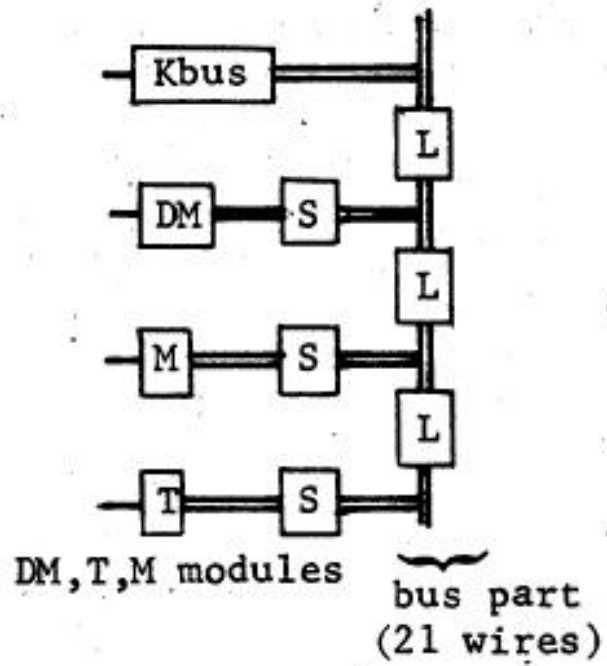 Kbus
L
DM S
L
M S
L
T S
DM,T,M modules
bus part
(21 wires)